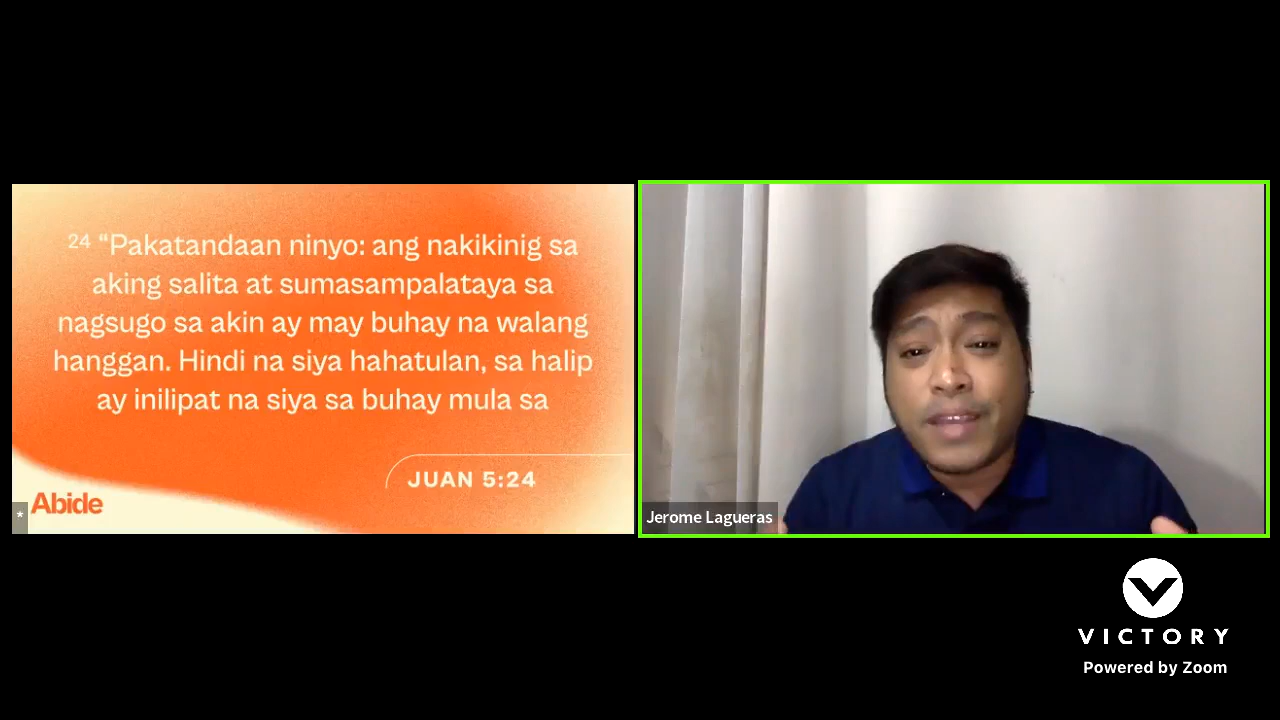 24 “Pakatandaan ninyo: ang nakikinig sa
aking salita at sumasampalataya sa
nagsugo sa akin ay may buhay na walang
hanggan. Hindi na siya hahatulan, sa halip
ay inilipat na siya sa buhay mula sa
JUAN 5:24
* Abide
Jerome Lagueras
VICTORY
Powered by Zoom